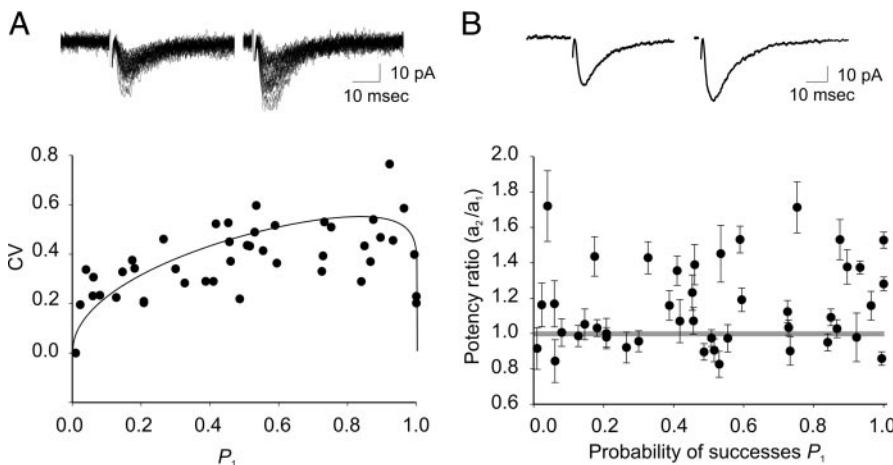 A
10 pA
10 msec
0.8
0.6
0.4
0.2
0.0
CV
0.0 0.2 0.4 0.6 0.8 1.0
P1
B
10 pA
10 msec
2.0
1.8
1.6
1.4
1.2
1.0
0.8
0.6
Potency ratio (a2/a1)
0.0 0.2 0.4 0.6 0.8 1.0
Probability of successes P1